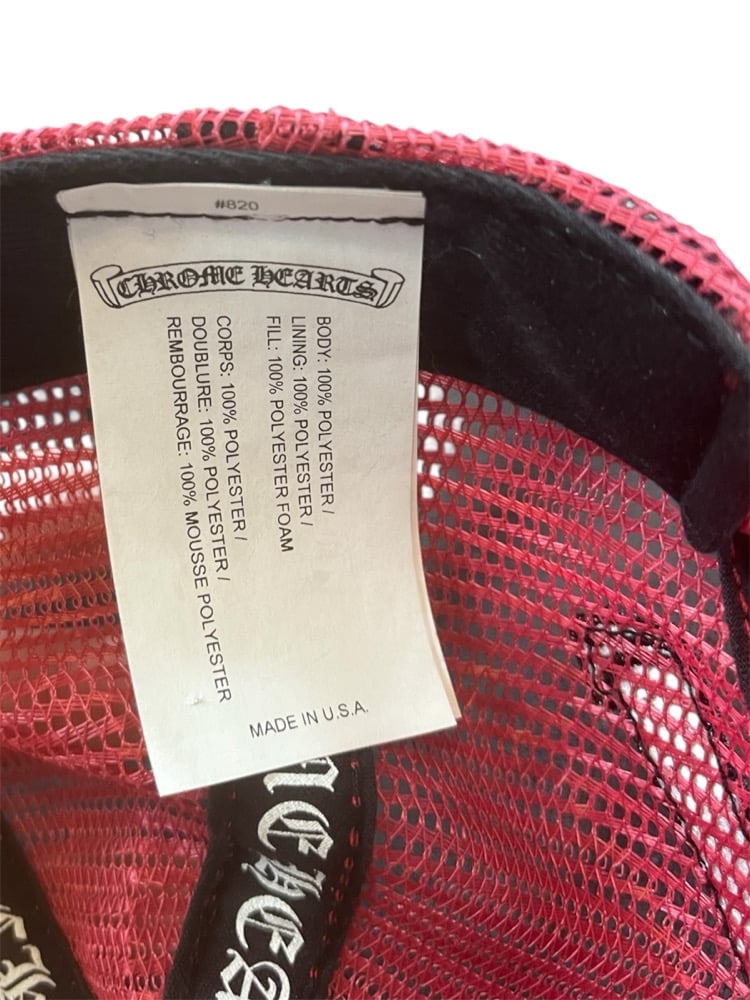 #820
CHROME HEARTS
BODY: 100% POLYESTER /
LINING: 100% POLYESTER /
FILL: 100% POLYESTER FOAM
CORPS: 100% POLYESTER /
DOUBLURE: 100% POLYESTER /
REMBOURRAGE: 100% MOUSSE POLYESTER
MADE IN U.S.A.